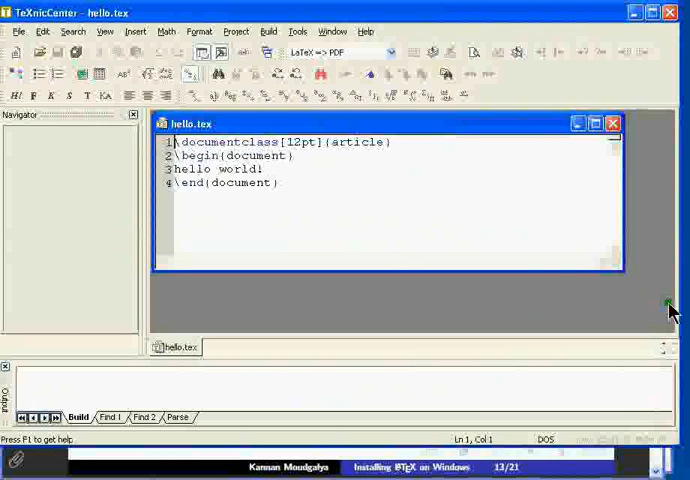 TeXnicCenter - hello.tex
File Edit Search View Insert Math Format Project Build Tools Window Help
LaTeX => PDF
Navigator
hello.tex
1 \documentclass[12pt]{article}
2 \begin{document}
3 hello world!
4 \end{document}
hello.tex
Output
Build Find 1 Find 2 Parse
Press F1 to get help Ln 1, Col 1 DOS
Kannan Moudgalya Installing LATEX on Windows 13/21